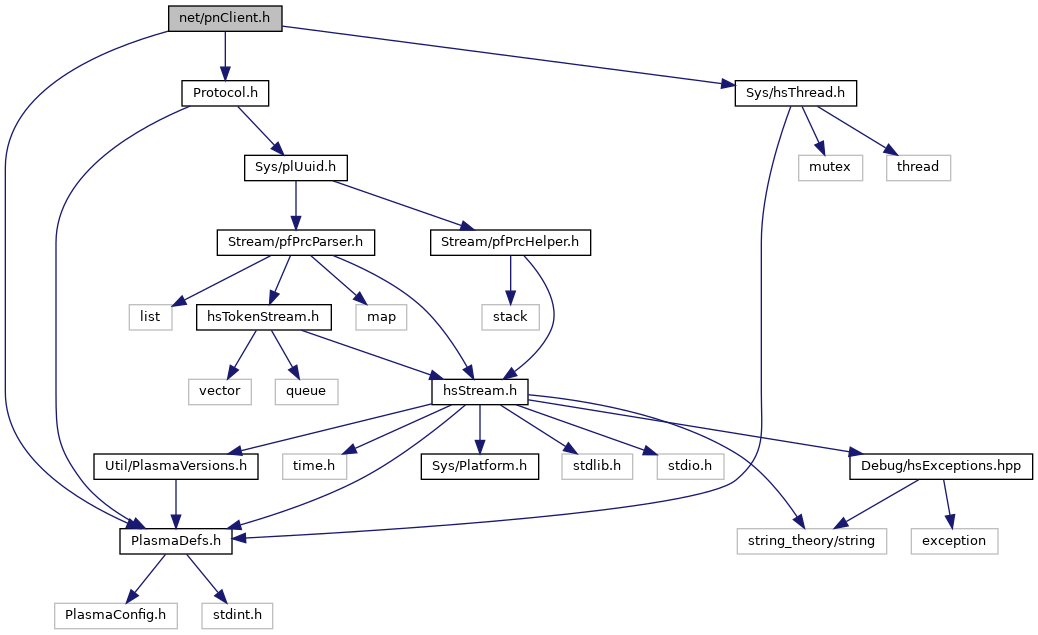 net/pnClient.h
Protocol.h
Sys/hsThread.h
Sys/plUuid.h
mutex
thread
Stream/pfPrcParser.h
Stream/pfPrcHelper.h
list
hsTokenStream.h
map
stack
vector
queue
hsStream.h
Util/PlasmaVersions.h
time.h
Sys/Platform.h
stdlib.h
stdio.h
Debug/hsExceptions.hpp
PlasmaDefs.h
string_theory/string
exception
PlasmaConfig.h
stdint.h